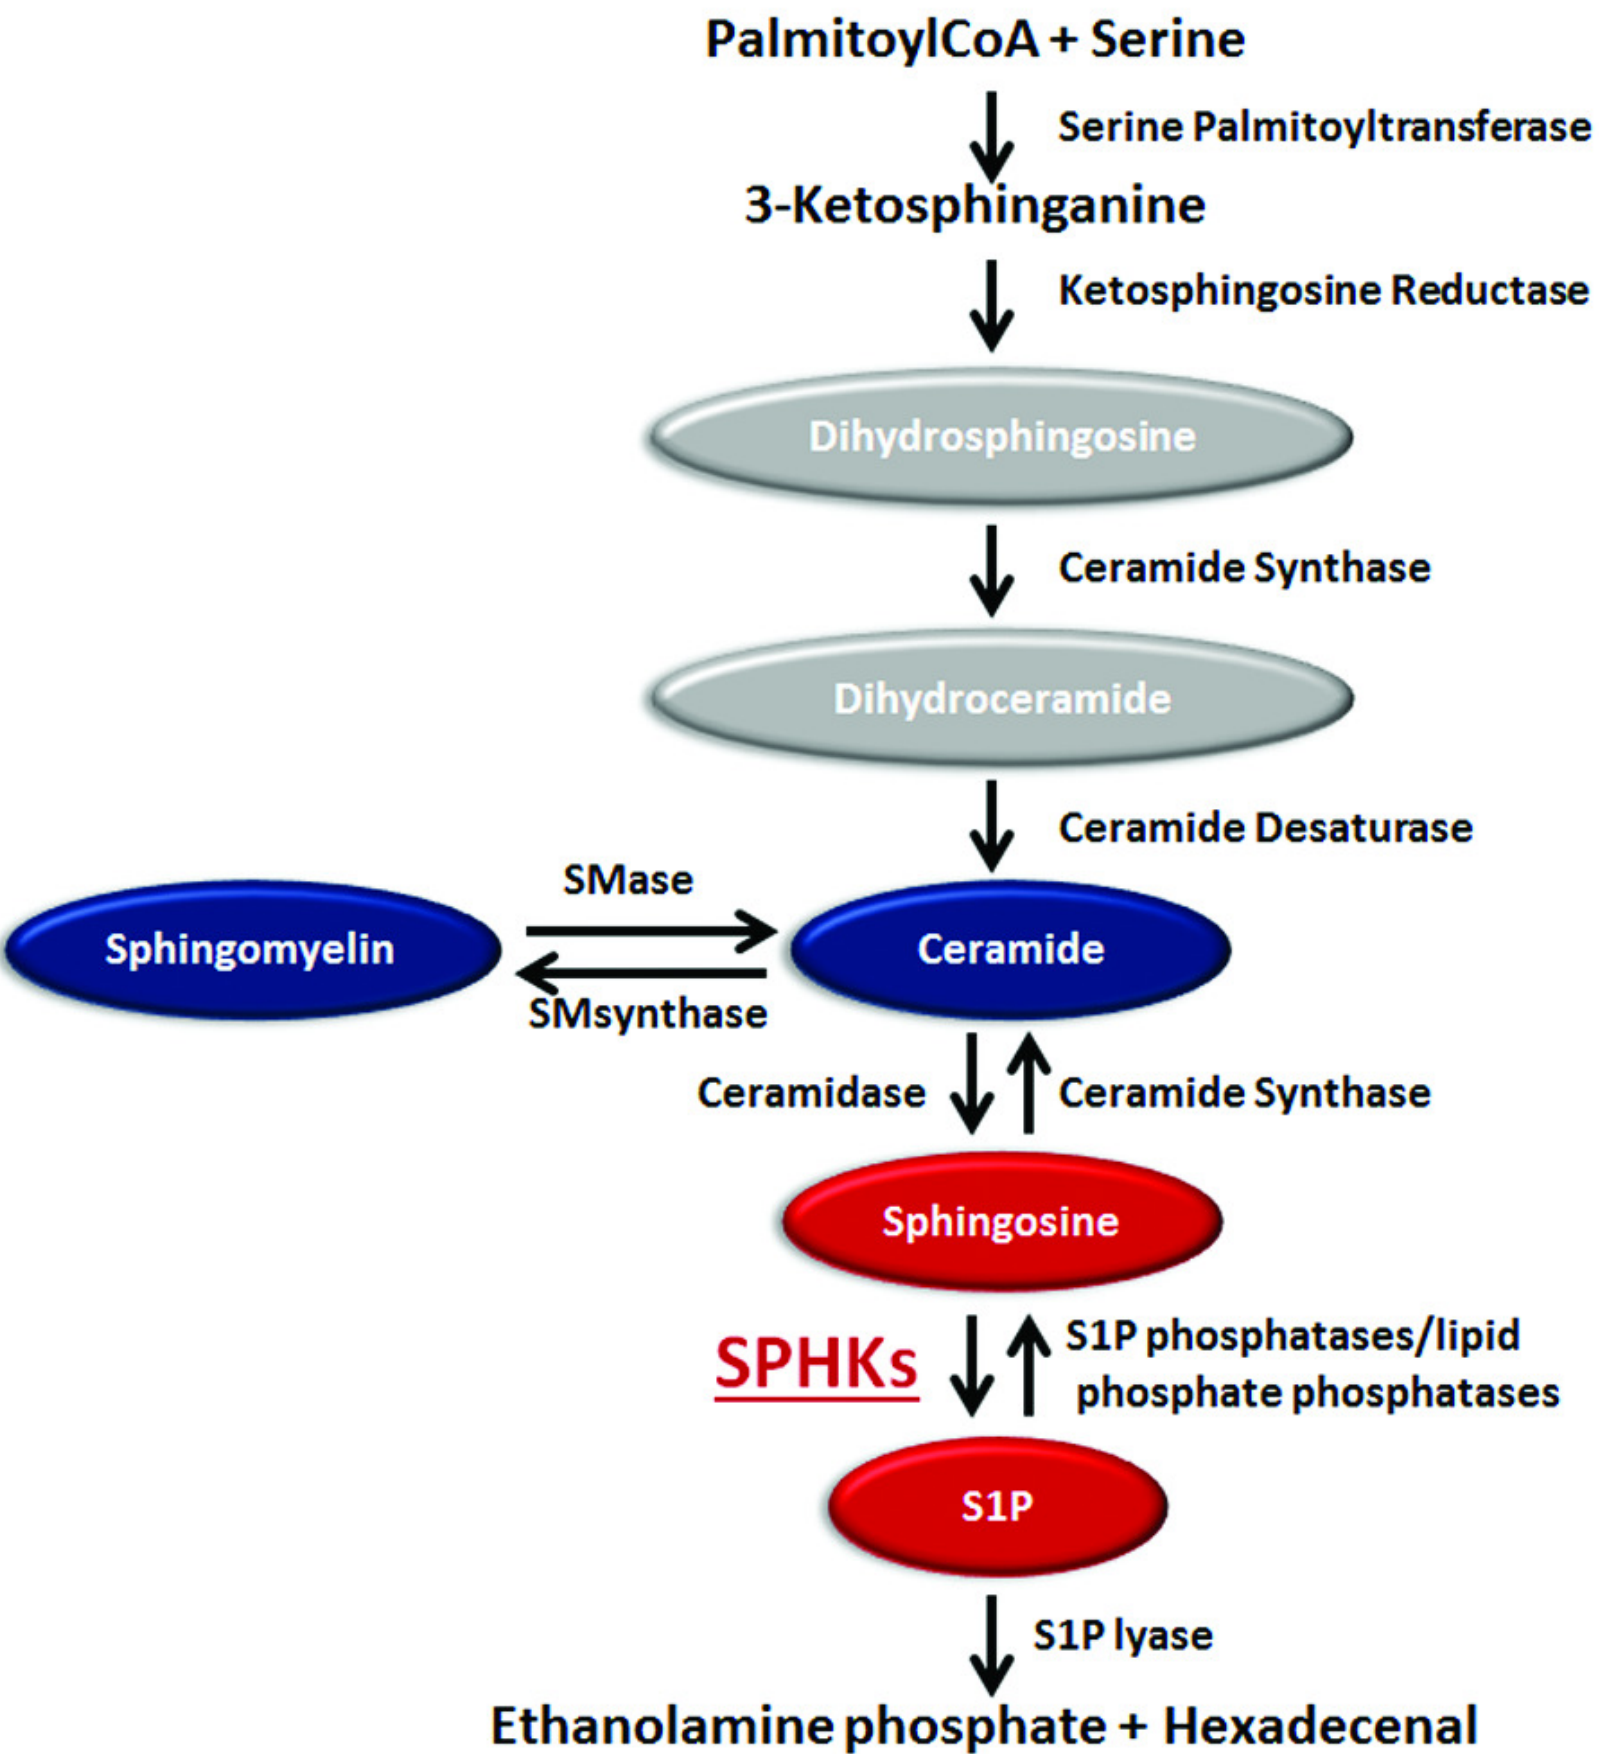 PalmitoylCoA + Serine
Serine Palmitoyltransferase
3-Ketosphinganine
Ketosphingosine Reductase
Dihydrosphingosine
Ceramide Synthase
Dihydroceramide
Ceramide Desaturase
SMase
Sphingomyelin
Ceramide
SMsynthase
Ceramidase
Ceramide Synthase
Sphingosine
SPHKs
S1P phosphatases/lipid
phosphate phosphatases
S1P
S1P lyase
Ethanolamine phosphate + Hexadecenal